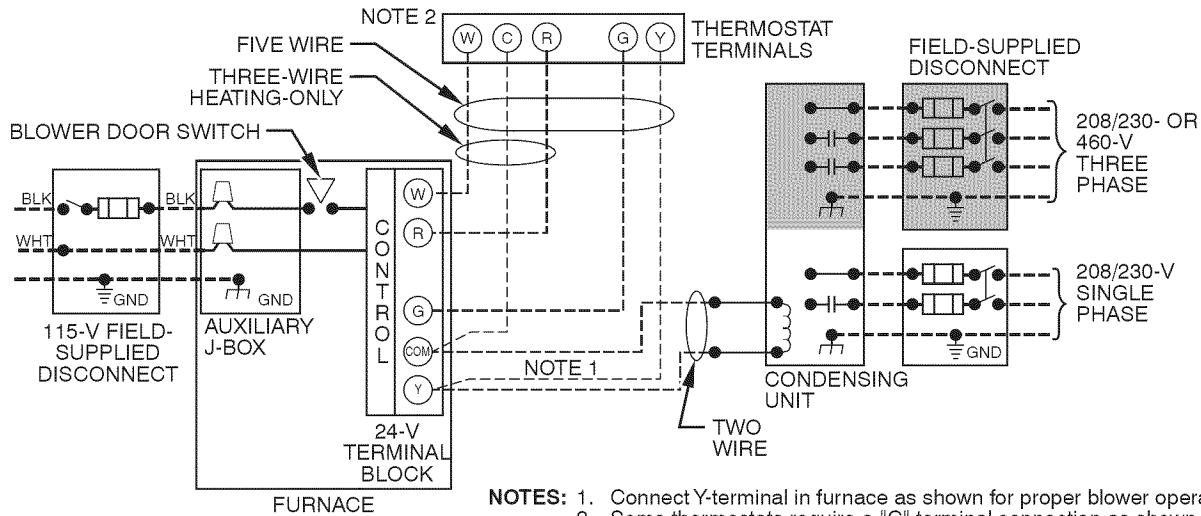 NOTE 2
W C R G Y
THERMOSTAT
TERMINALS
FIVE WIRE
THREE-WIRE
HEATING-ONLY
BLOWER DOOR SWITCH
FIELD-SUPPLIED
DISCONNECT
208/230- OR
460-V
THREE
PHASE
BLK
BLK
WHT
WHT
GND
GND
115-V FIELD-
SUPPLIED
DISCONNECT
AUXILIARY
J-BOX
CONTROL
W
R
G
COM
Y
24-V
TERMINAL
BLOCK
FURNACE
NOTE 1
TWO
WIRE
CONDENSING
UNIT
208/230-V
SINGLE
PHASE
GND
NOTES: 1. Connect Y-terminal in furnace as shown for proper blower opera
2. Some thermostats require a "C" terminal connection as shown